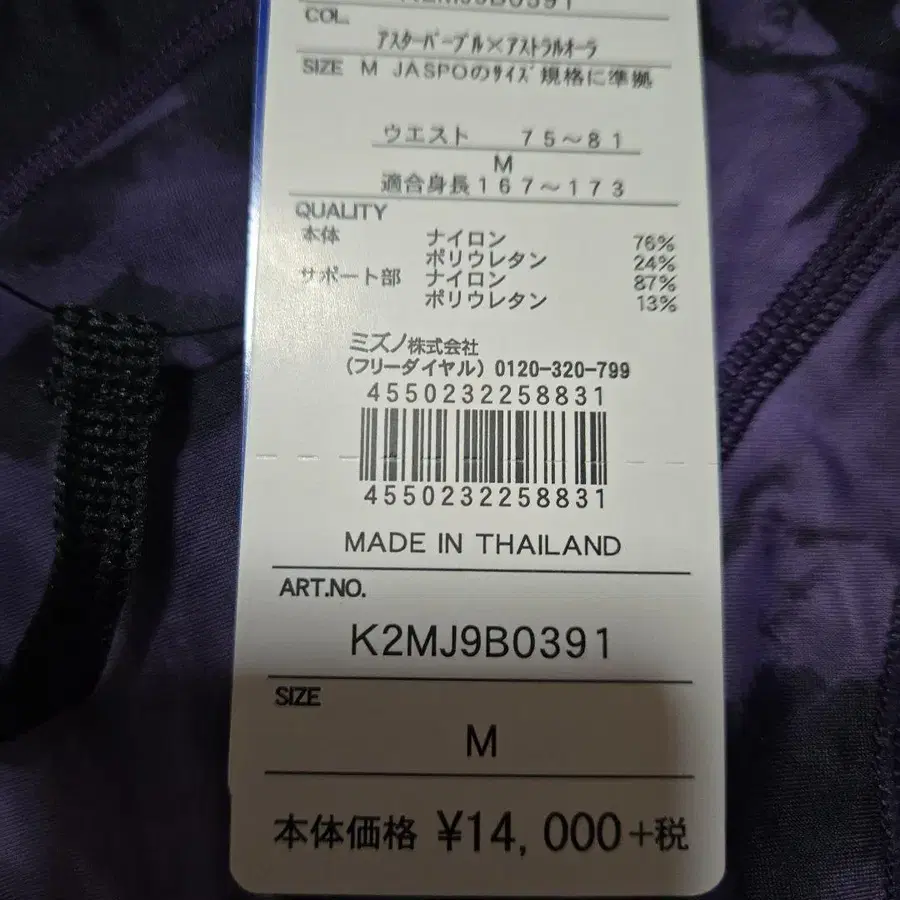 K2MJ9B0391
COL.
アスターパープル×アストラルオーラ
SIZE M JASPOのサイズ規格に準拠
ウエスト 75～81
M
適合身長167～173
QUALITY
本体 ナイロン 76%
ポリウレタン 24%
サポート部 ナイロン 87%
ポリウレタン 13%
ミズノ株式会社
(フリーダイヤル) 0120-320-799
4550232258831
4550232258831
MADE IN THAILAND
ART.NO.
K2MJ9B0391
SIZE
M
本体価格 ¥14,000+税